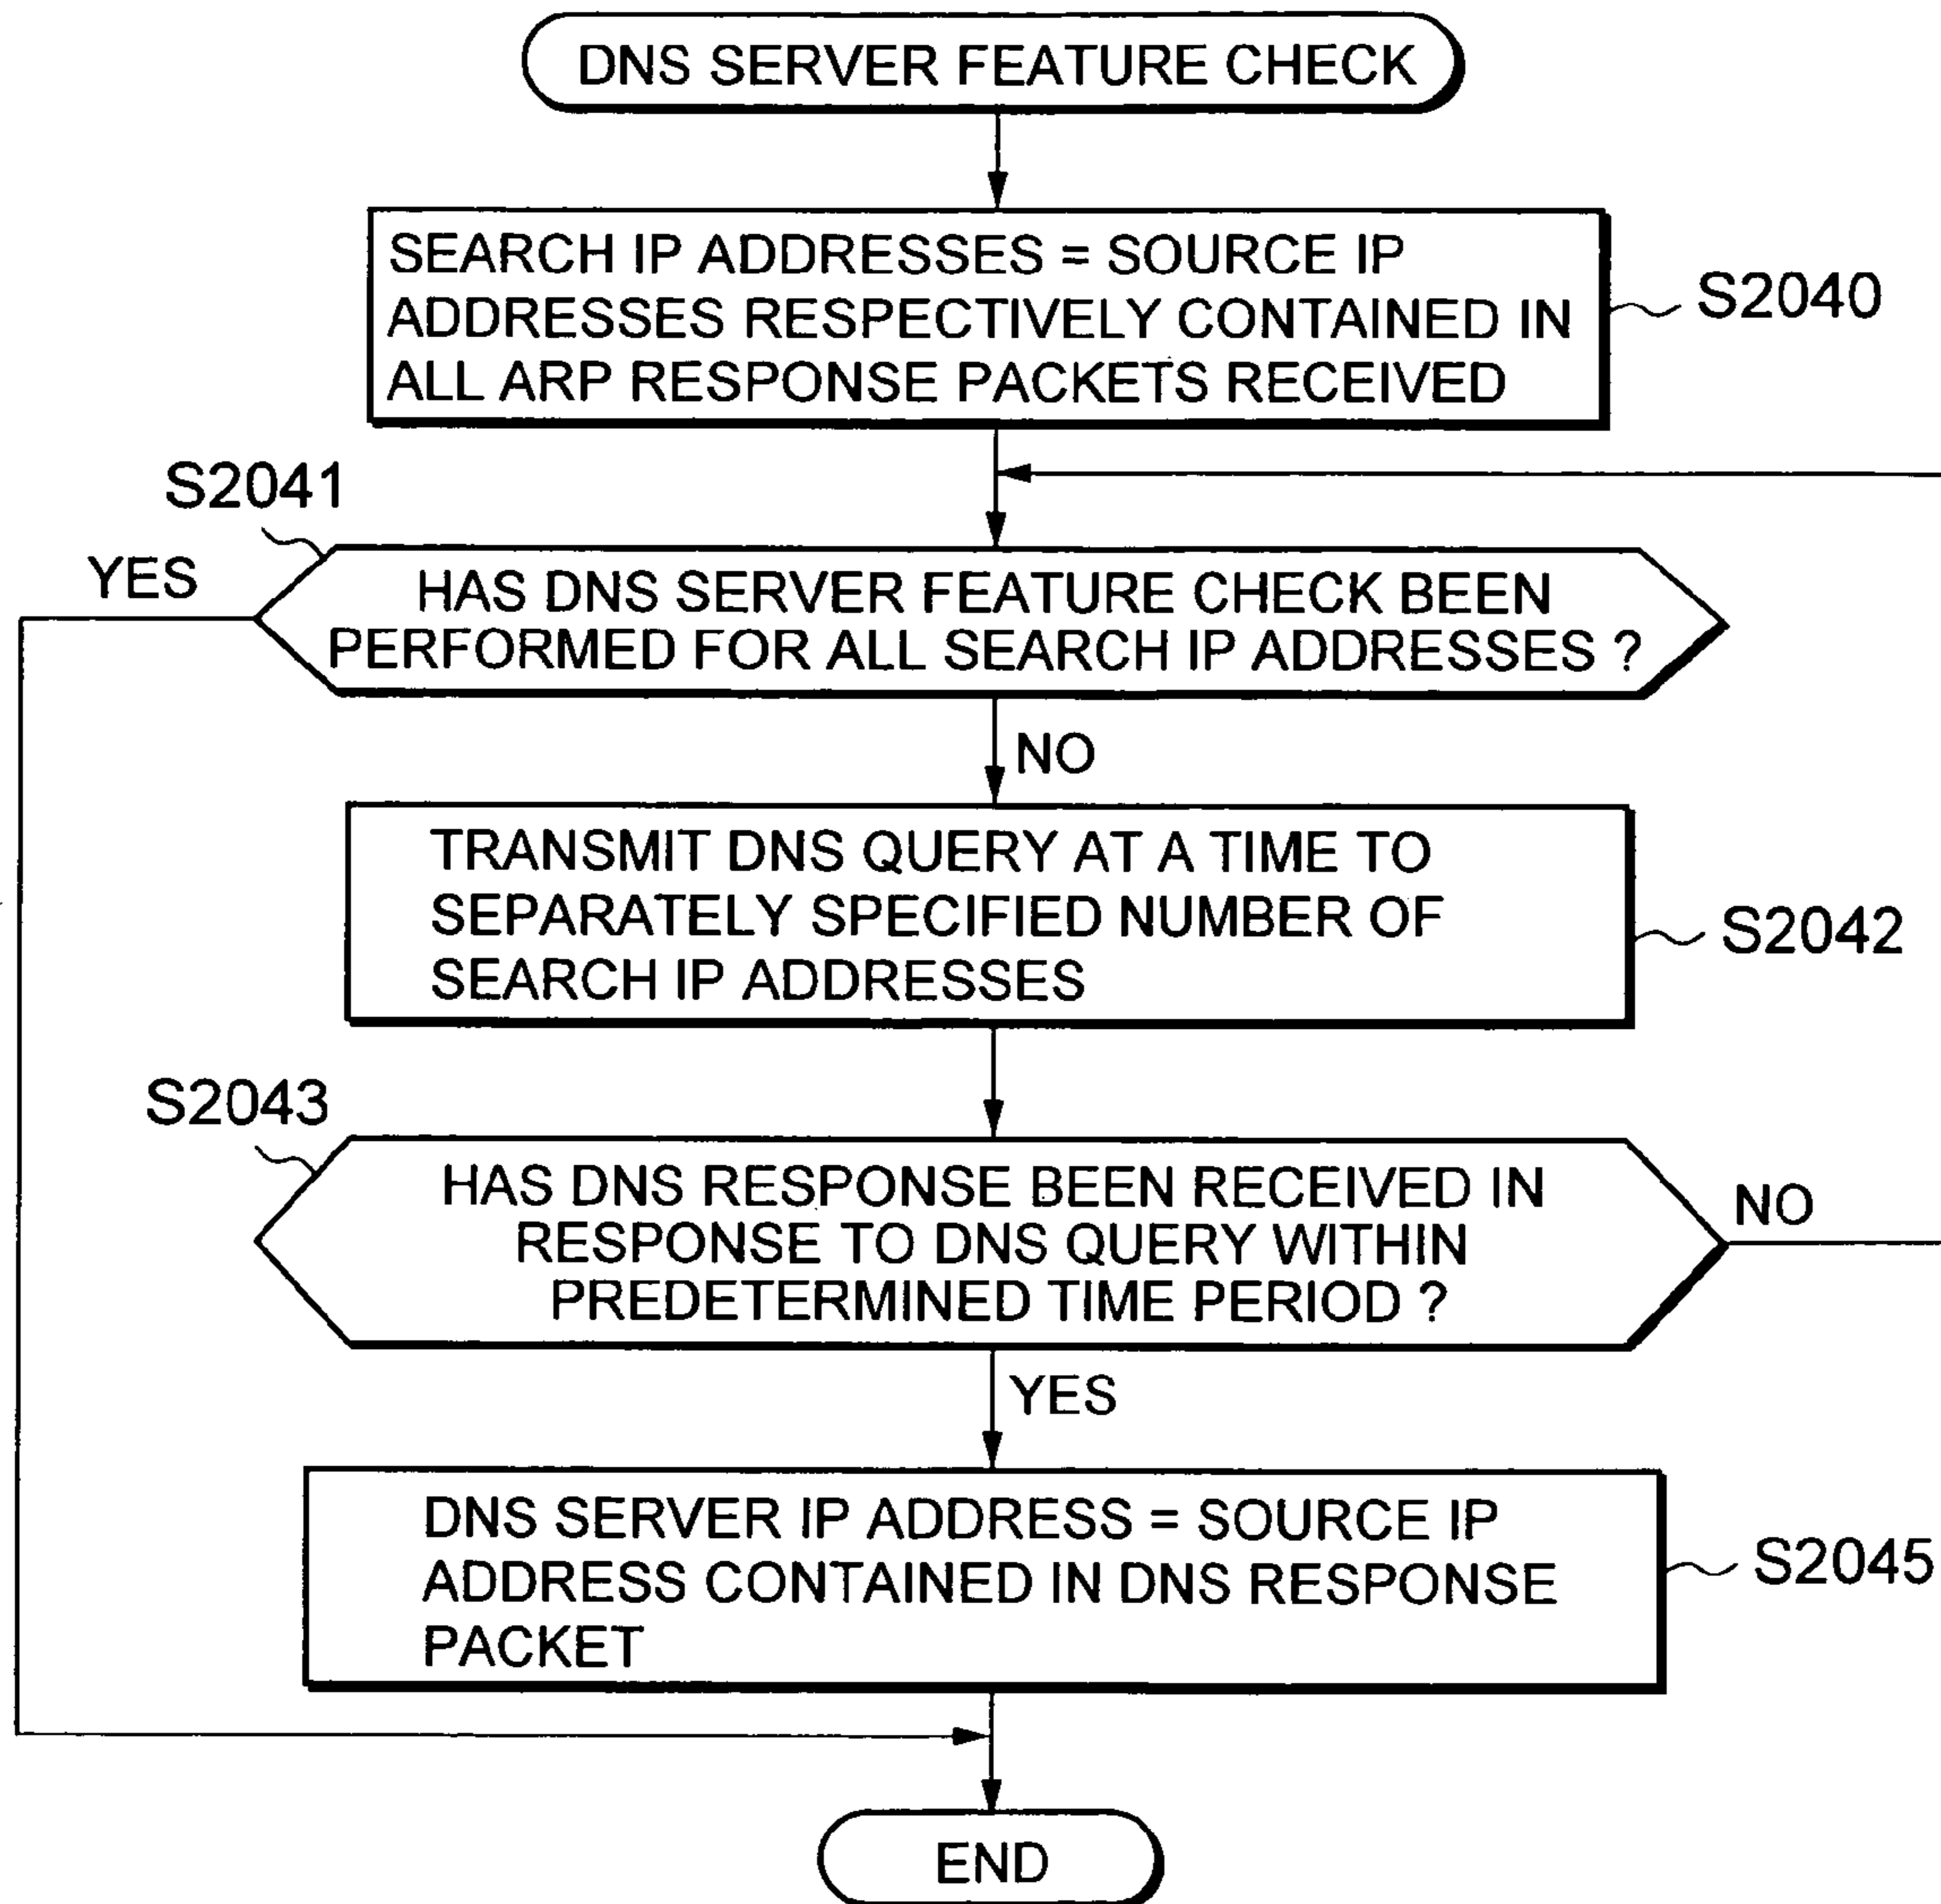 DNS SERVER FEATURE CHECK
SEARCH IP ADDRESSES = SOURCE IP
ADDRESSES RESPECTIVELY CONTAINED IN
ALL ARP RESPONSE PACKETS RECEIVED
S2040
S2041
YES
HAS DNS SERVER FEATURE CHECK BEEN
PERFORMED FOR ALL SEARCH IP ADDRESSES ?
NO
TRANSMIT DNS QUERY AT A TIME TO
SEPARATELY SPECIFIED NUMBER OF
SEARCH IP ADDRESSES
S2042
S2043
HAS DNS RESPONSE BEEN RECEIVED IN
RESPONSE TO DNS QUERY WITHIN
PREDETERMINED TIME PERIOD ?
NO
YES
DNS SERVER IP ADDRESS = SOURCE IP
ADDRESS CONTAINED IN DNS RESPONSE
PACKET
S2045
END